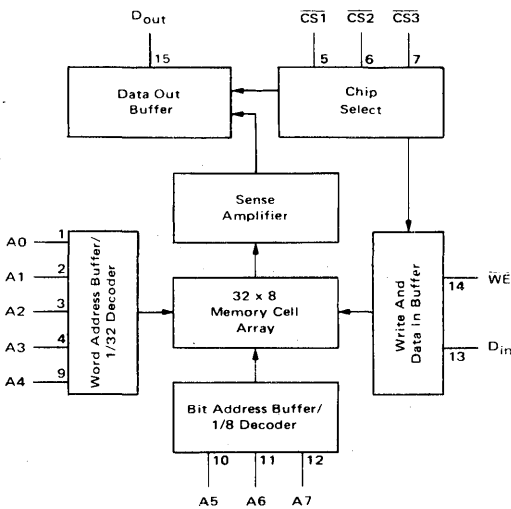 Dout
CS1 CS2 CS3
15
5 6 7
Data Out
Buffer
Chip
Select
Sense
Amplifier
A0 1
A1 2
A2 3
A3 4
A4 9
Word Address Buffer/
1/32 Decoder
32 x 8
Memory Cell
Array
Write And
Data In Buffer
14 WE
13 Din
Bit Address Buffer/
1/8 Decoder
10 11 12
A5 A6 A7